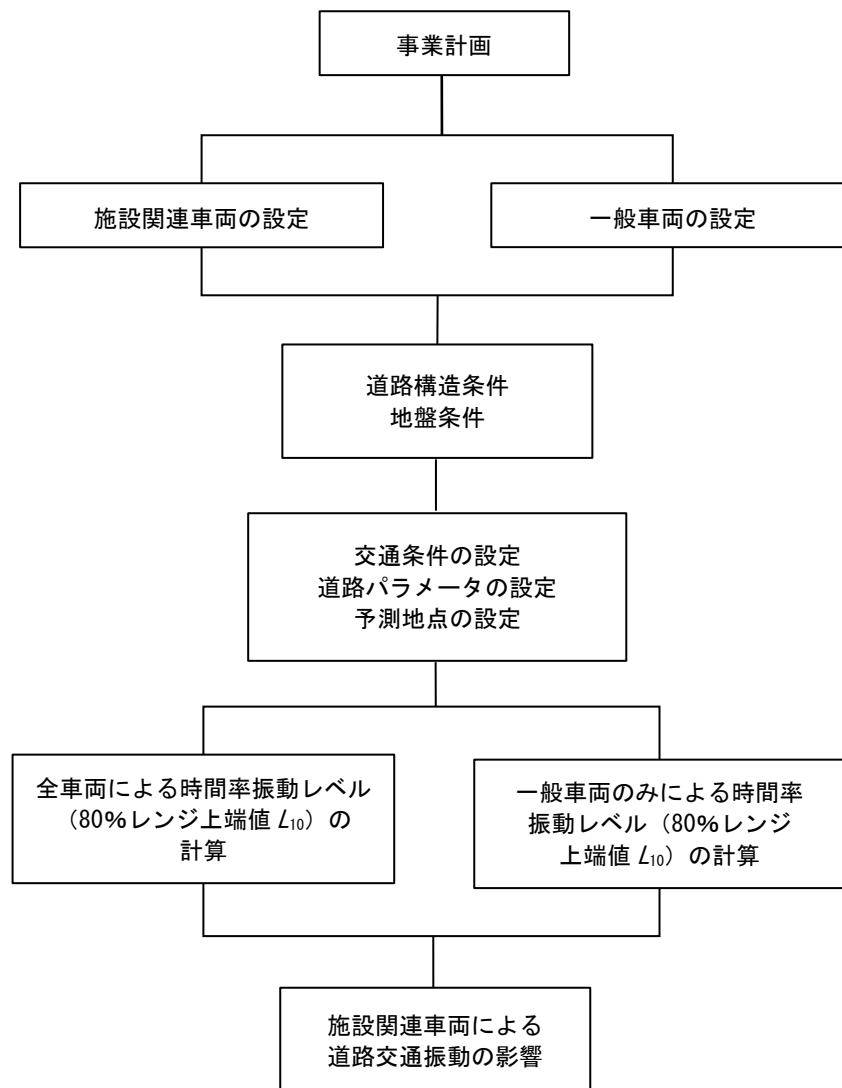 事業計画
施設関連車両の設定
一般車両の設定
道路構造条件
地盤条件
交通条件の設定
道路パラメータの設定
予測地点の設定
全車両による時間率振動レベル
（80%レンジ上端値 L10）の
計算
一般車両のみによる時間率
振動レベル（80%レンジ
上端値 L10）の計算
施設関連車両による
道路交通振動の影響